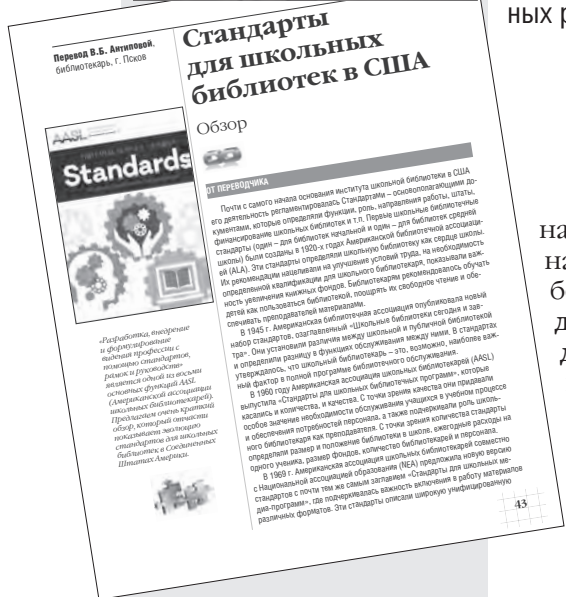 ных р
Перевод В.Б. Антиповой,
библиотекарь, г. Псков
Стандарты
для школьных
библиотек в США
Обзор
AASL
Standards
«Разработка, внедрение
и формулирование
видения профессии с
помощью стандартов,
рамок и руководств»
является одной из восьми
основных функций AASL
(Американской ассоциации
школьных библиотекарей).
Предлагаем очень краткий
обзор, который отчасти
показывает эволюцию
стандартов для школьных
библиотек в Соединенных
Штатах Америки.
ОТ ПЕРЕВОДЧИКА
Почти с самого начала основания института школьной библиотеки в США
его деятельность регламентировалась Стандартами – основополагающими до-
кументами, которые определяли функции, роль, направления работы, штаты,
финансирование школьных библиотек и т.п. Первые школьные библиотечные
стандарты (один – для библиотек начальной и один – для библиотек средней
школы) были созданы в 1920-х годах Американской библиотечной ассоциаци-
ей (ALA). Эти стандарты определяли школьную библиотеку как сердце школы.
Их рекомендации нацеливали на улучшение условий труда, на необходимость
определенной квалификации для школьного библиотекаря, показывали важ-
ность увеличения книжных фондов. Библиотекарям рекомендовалось обучать
детей как пользоваться библиотекой, поощрять их свободное чтение и обе-
спечивать преподавателей материалами.
В 1945 г. Американская библиотечная ассоциация опубликовала новый
набор стандартов, озаглавленный «Школьные библиотеки сегодня и зав-
тра». Они установили различия между школьной и публичной библиотекой
и определили разницу в функциях обслуживания между ними. В стандартах
утверждалось, что школьный библиотекарь – это, возможно, наиболее важ-
ный фактор в полной программе библиотечного обслуживания.
В 1960 году Американская ассоциация школьных библиотекарей (AASL)
выпустила «Стандарты для школьных библиотечных программ», которые
касались и количества, и качества. С точки зрения качества они придавали
особое значение необходимости обслуживания учащихся в учебном процессе
и обеспечения потребностей персонала, а также подчеркивали роль школь-
ного библиотекаря как преподавателя. С точки зрения количества стандарты
определяли размер и положение библиотеки в школе, ежегодные расходы на
одного ученика, размер фондов, количество библиотекарей и персонала.
В 1969 г. Американская ассоциация школьных библиотекарей совместно
с Национальной ассоциацией образования (NEA) предложила новую версию
стандартов с почти тем же самым заглавием «Стандарты для школьных ме-
диа-программ», где подчеркивалась важность включения в работу материалов
различных форматов. Эти стандарты описали широкую унифицированную
43
на
на
б
д
д